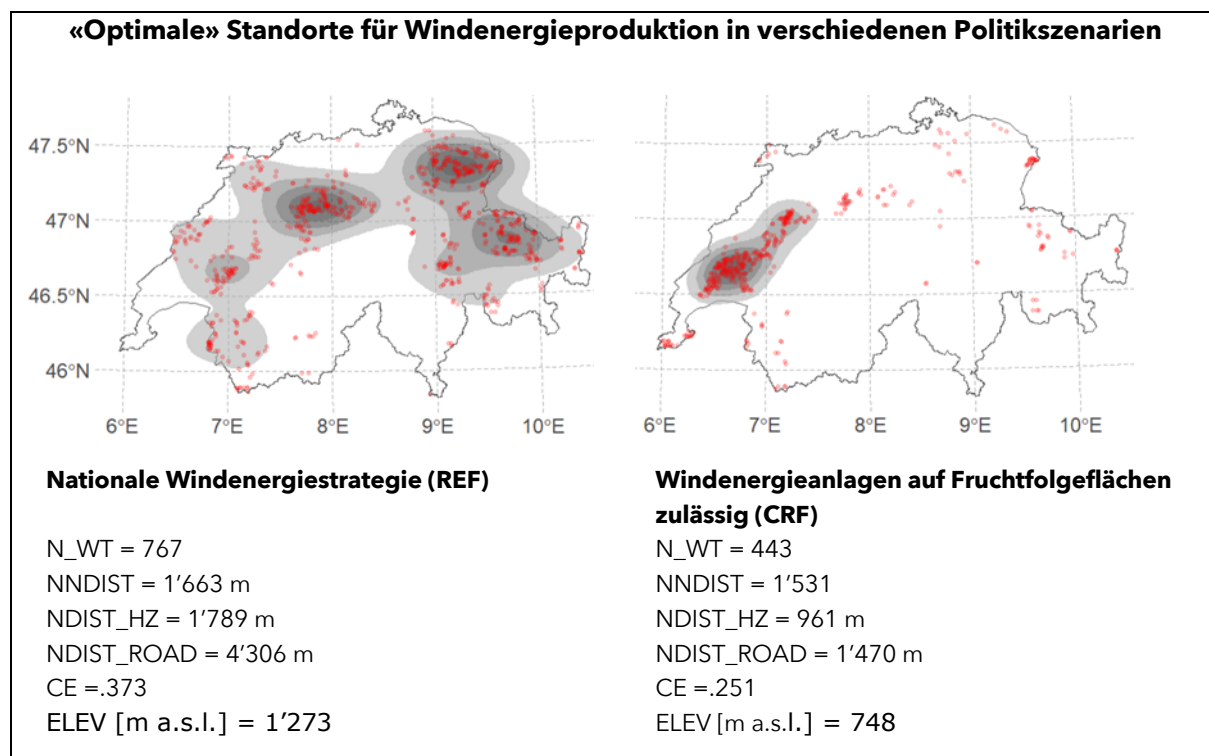 «Optimale» Standorte für Windenergieproduktion in verschiedenen Politikszenarien
47.5°N
47°N
46.5°N
46°N
6°E 7°E 8°E 9°E 10°E
6°E 7°E 8°E 9°E 10°E
Nationale Windenergiestrategie (REF)
N_WT = 767
NNDIST = 1’663 m
NDIST_HZ = 1’789 m
NDIST_ROAD = 4’306 m
CE =.373
ELEV [m a.s.l.] = 1’273
Windenergieanlagen auf Fruchtfolgeflächen
zulässig (CRF)
N_WT = 443
NNDIST = 1’531
NDIST_HZ = 961 m
NDIST_ROAD = 1’470 m
CE =.251
ELEV [m a.s.l.] = 748